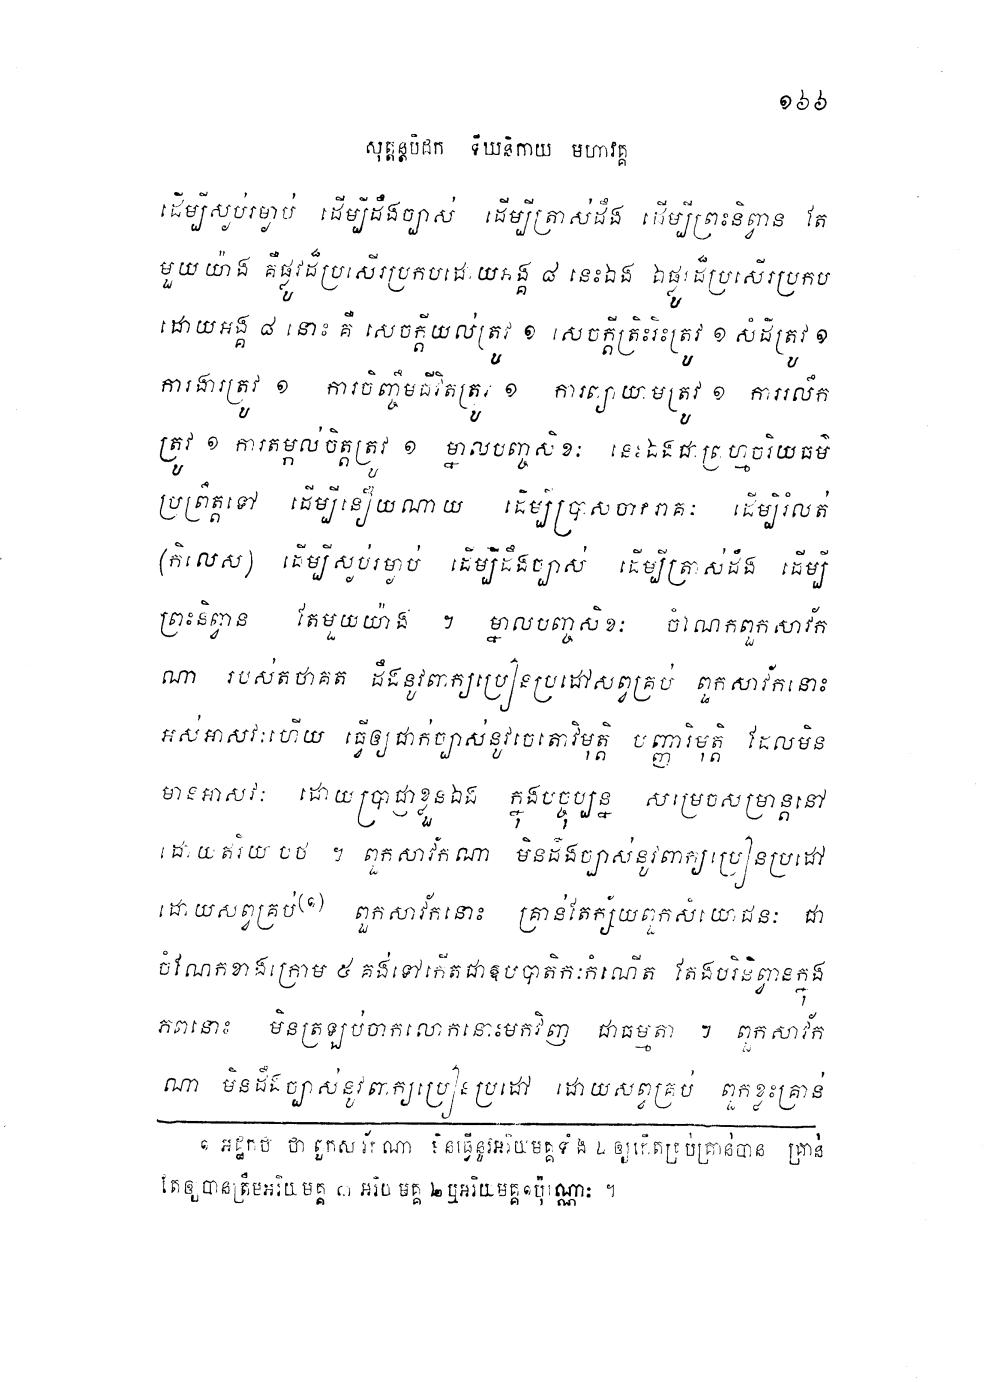 ១៦៦
សុត្តន្តបិដក ទីឃនិកាយ មហាវគ្គ
ដើម្បីស្ងប់រម្ងាប់ ដើម្បីដឹងច្បាស់ ដើម្បីត្រាស់ដឹង ដើម្បីព្រះនិព្វាន តែ
មួយយ៉ាង គឺផ្លូវដ៏ប្រសើរប្រកបដោយអង្គ ៨ នេះឯង ឯផ្លូវដ៏ប្រសើរប្រកប
ដោយអង្គ ៨ នោះ គឺ សេចក្តីយល់ត្រូវ ១ សេចក្តីត្រិះរិះត្រូវ ១ សំដីត្រូវ ១
ការងារត្រូវ ១ ការចិញ្ចឹមជីវិតត្រូវ ១ ការព្យាយាមត្រូវ ១ ការរលឹក
ត្រូវ ១ ការតម្កល់ចិត្តត្រូវ ១ ម្នាលបញ្ចសិខៈ នេះឯងជាព្រហ្មចរិយធម៌
ប្រព្រឹត្តទៅ ដើម្បីនឿយណាយ ដើម្បីប្រាសចាករាគៈ ដើម្បីរំលត់
(កិលេស) ដើម្បីស្ងប់រម្ងាប់ ដើម្បីដឹងច្បាស់ ដើម្បីត្រាស់ដឹង ដើម្បី
ព្រះនិព្វាន តែមួយយ៉ាង ។ ម្នាលបញ្ចសិខៈ ចំណែកពួកសាវ័ក
ណា របស់តថាគត ដឹងនូវពាក្យប្រៀនប្រដៅសព្វគ្រប់ ពួកសាវ័កនោះ
អស់អាសវៈហើយ ធ្វើឲ្យជាក់ច្បាស់នូវចេតោវិមុត្តិ បញ្ញាវិមុត្តិ ដែលមិន
មានអាសវៈ ដោយប្រាជ្ញាខ្លួនឯង ក្នុងបច្ចុប្បន្ន សម្រេចសម្រាន្តនៅ
ដោយឥរិយាបថ ។ ពួកសាវ័កណា មិនដឹងច្បាស់នូវពាក្យប្រៀនប្រដៅ
ដោយសព្វគ្រប់(១) ពួកសាវ័កនោះ គ្រាន់តែក្ស័យពួកសំយោជនៈ ជា
ចំណែកខាងក្រោម ៥ គង់ទៅកើតជាឧបបាតិកៈកំណើត តែងបរិនិព្វានក្នុង
ភពនោះ មិនត្រឡប់ចាកលោកនោះមកវិញ ជាធម្មតា ។ ពួកសាវ័ក
ណា មិនដឹងច្បាស់នូវពាក្យប្រៀនប្រដៅ ដោយសព្វគ្រប់ ពួកខ្លះគ្រាន់
១ អដ្ឋកថា ថា ពួកសាវ័កណា មិនធ្វើនូវអរិយមគ្គទាំង ៤ ឲ្យកើតគ្រប់គ្រាន់បាន គ្រាន់
តែឲ្យបានត្រឹមអរិយមគ្គ ៣ អរិយមគ្គ ២ ឬអរិយមគ្គ ១ ប៉ុណ្ណោះ ។